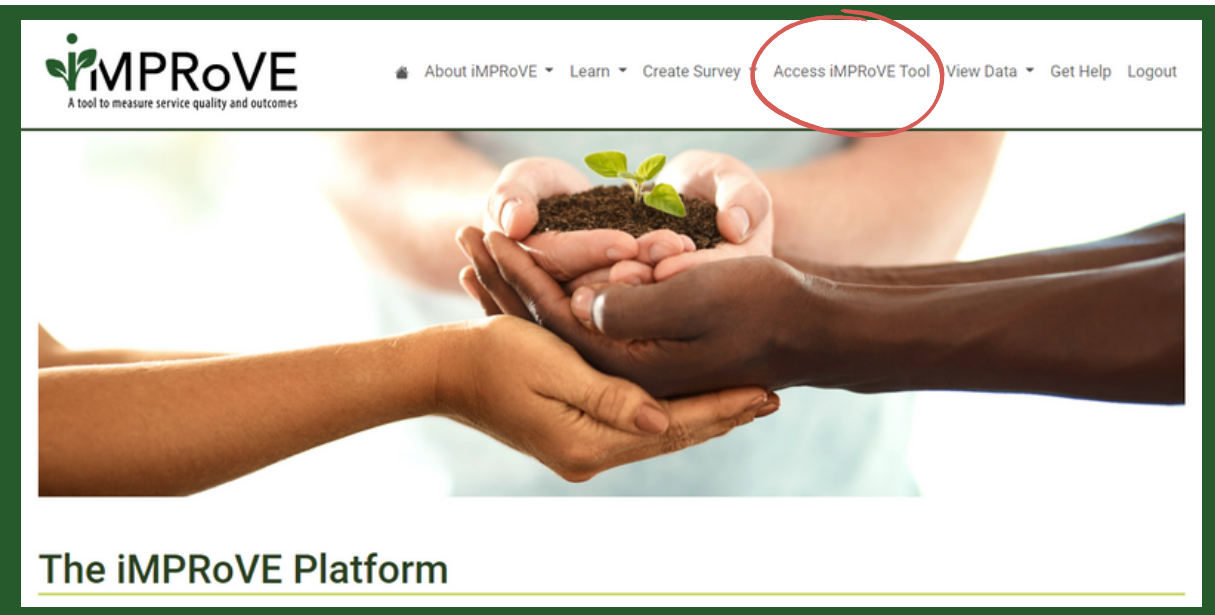 iMPRoVE
A tool to measure service quality and outcomes
About iMPRoVE Learn Create Survey Access iMPRoVE Tool View Data Get Help Logout
The iMPRoVE Platform